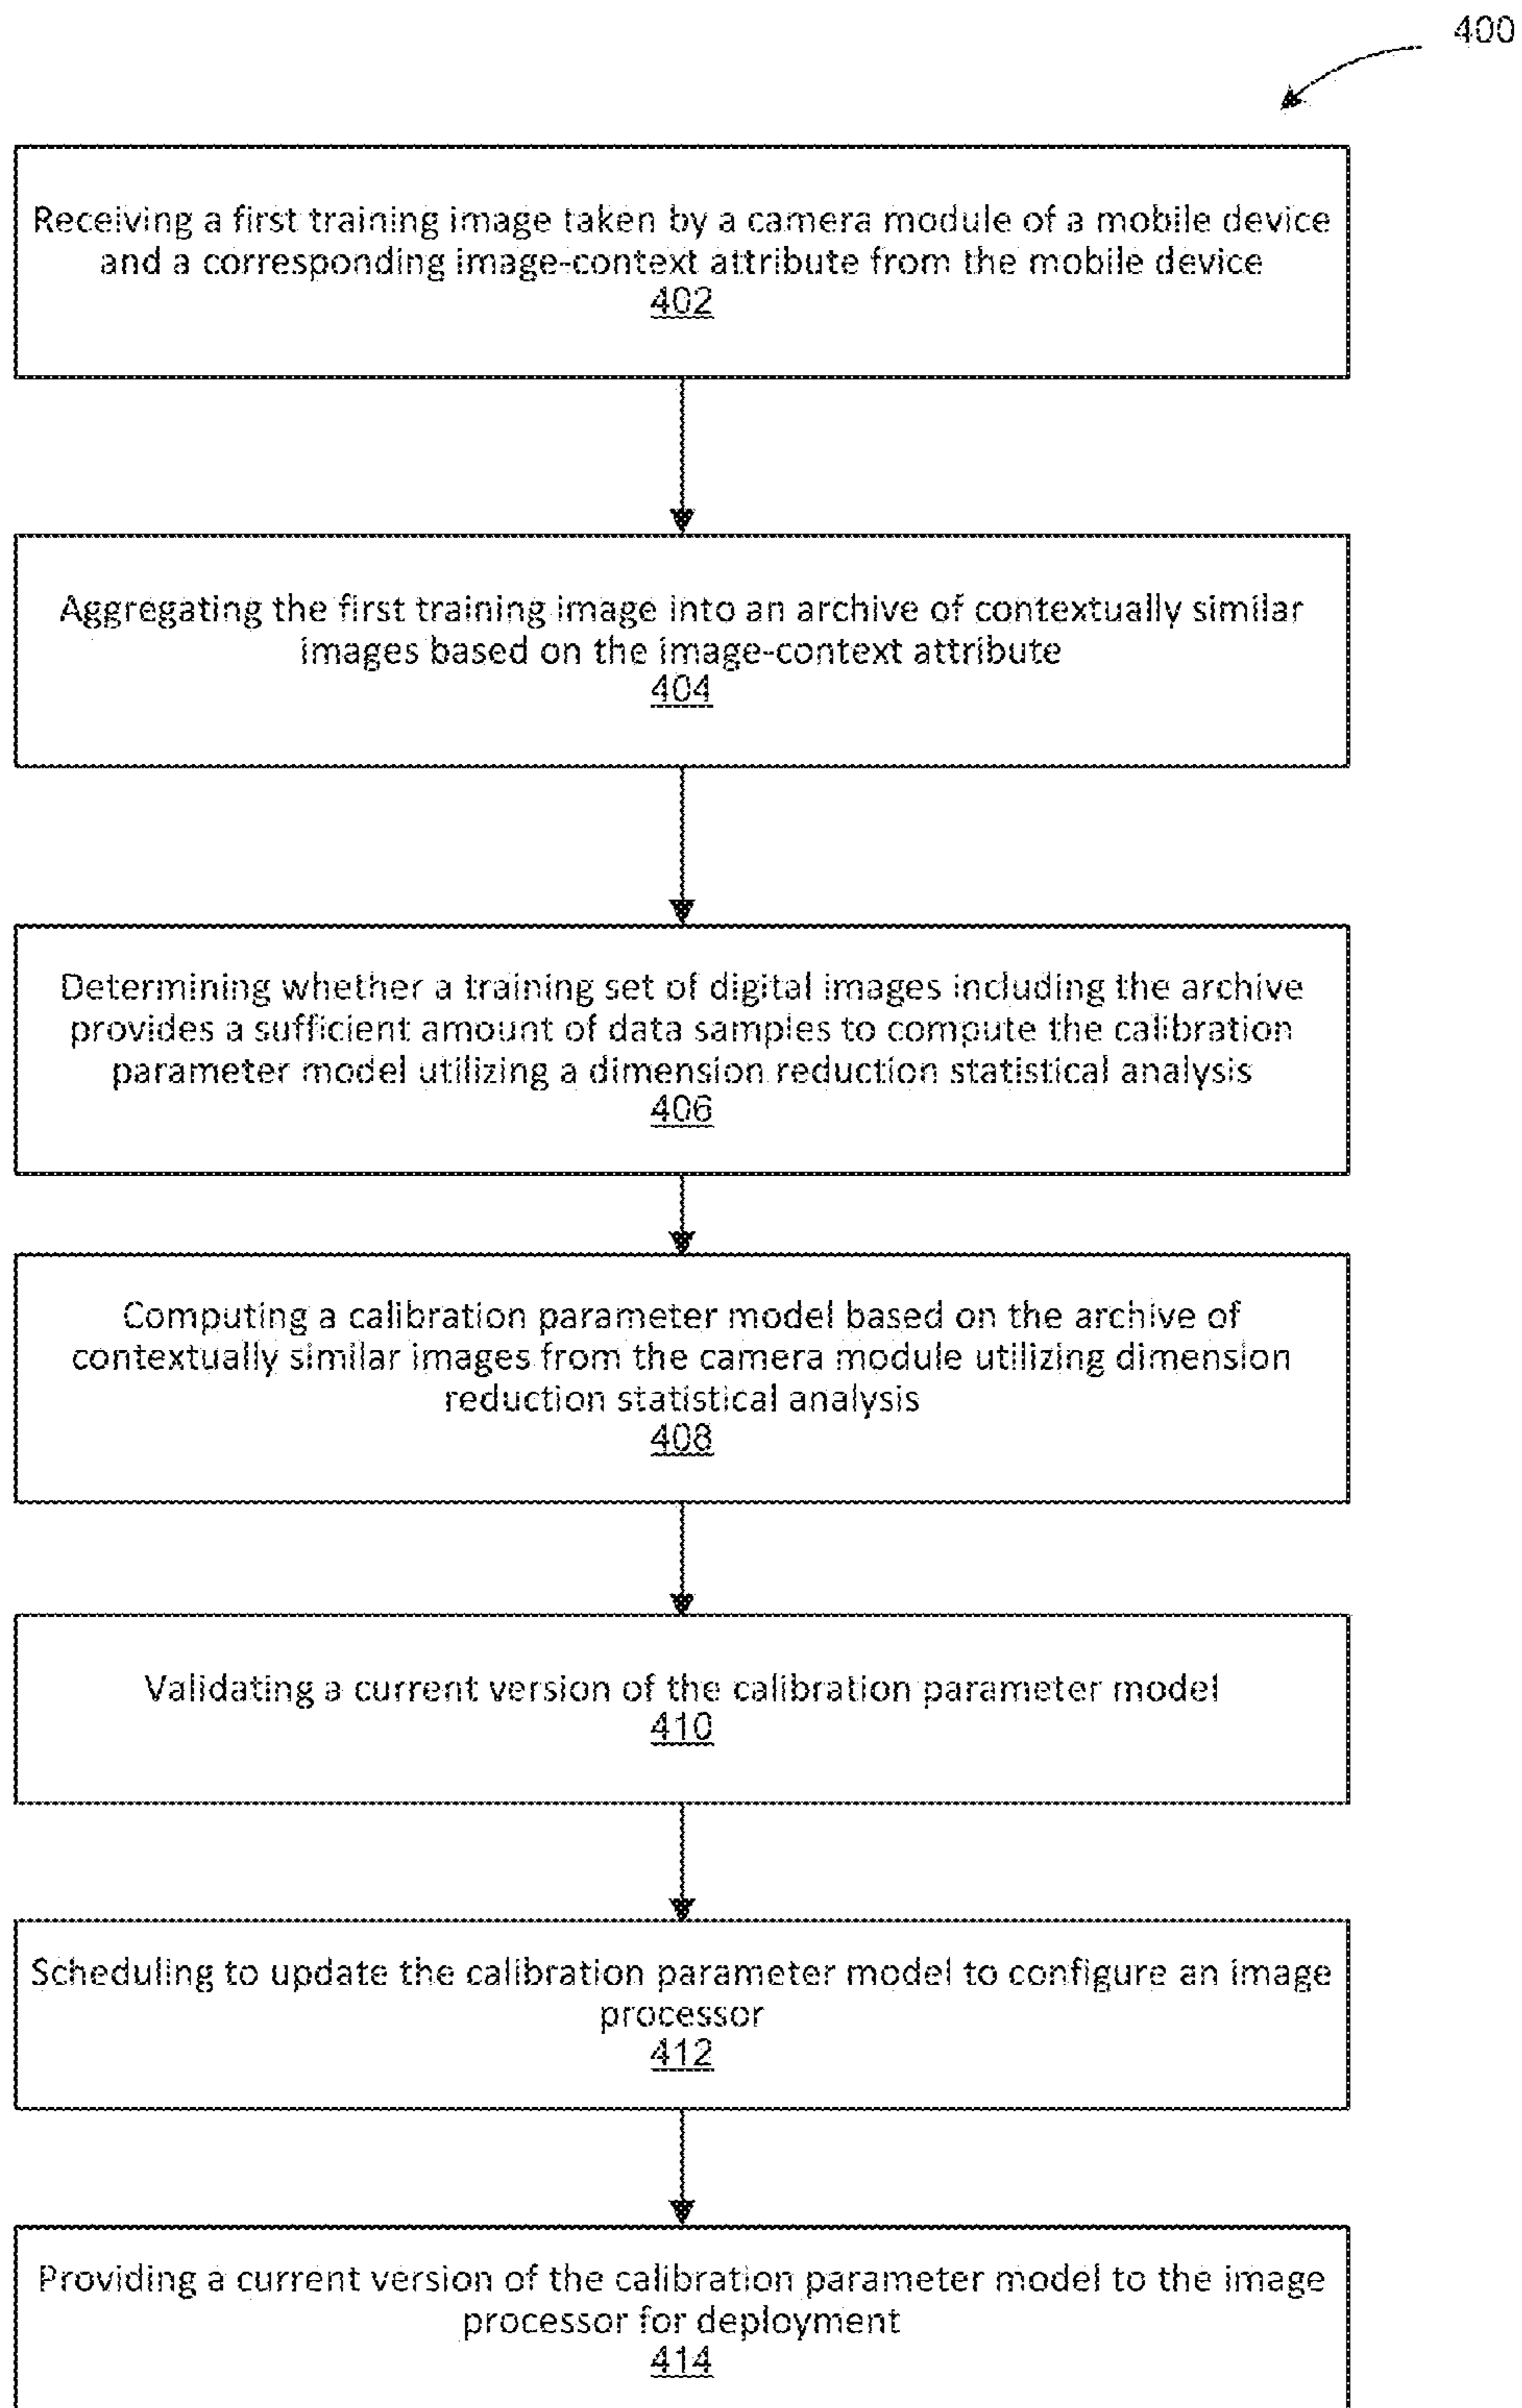 400
Receiving a first training image taken by a camera module of a mobile device
and a corresponding image-context attribute from the mobile device
402
Aggregating the first training image into an archive of contextually similar
images based on the image-context attribute
404
Determining whether a training set of digital images including the archive
provides a sufficient amount of data samples to compute the calibration
parameter model utilizing a dimension reduction statistical analysis
406
Computing a calibration parameter model based on the archive of
contextually similar images from the camera module utilizing dimension
reduction statistical analysis
408
Validating a current version of the calibration parameter model
410
Scheduling to update the calibration parameter model to configure an image
processor
412
Providing a current version of the calibration parameter model to the image
processor for deployment
414